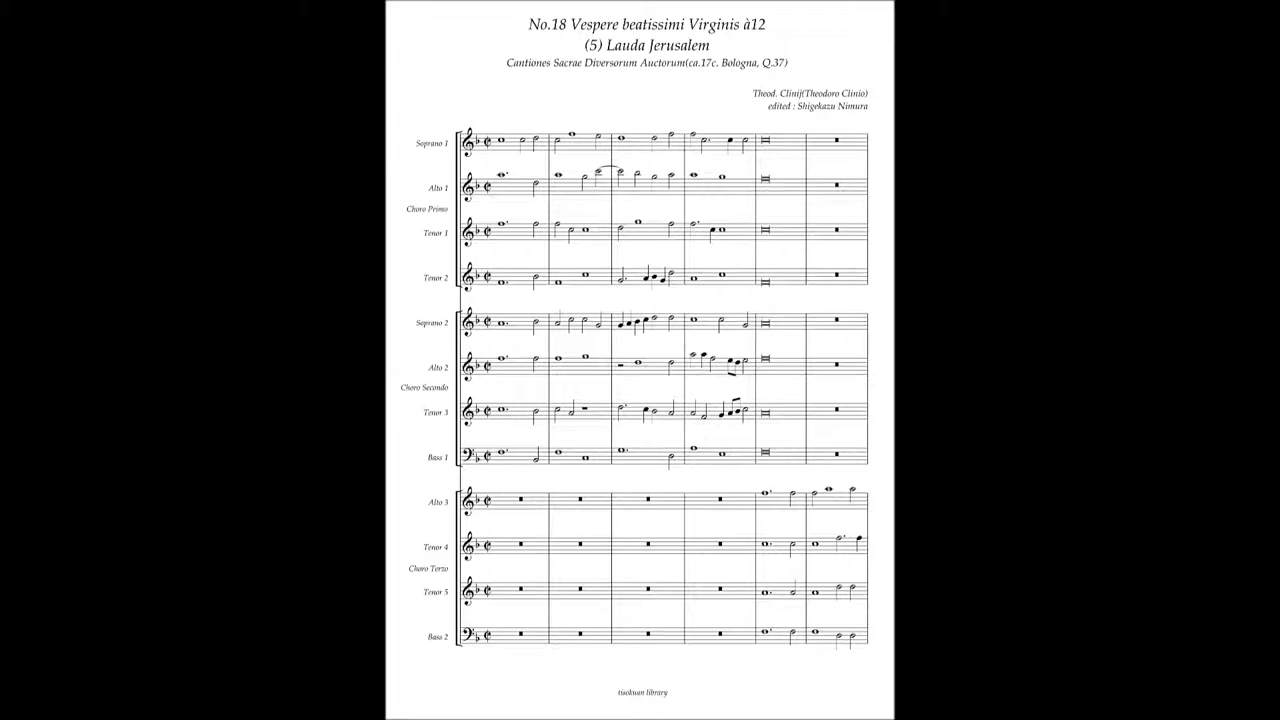 No.18 Vespere beatissimi Virginis à12
(5) Lauda Jerusalem
Cantiones Sacrae Diversorum Auctorum(ca.17c. Bologna, Q.37)
Theod. Clinij(Theodoro Clinio)
edited : Shigekazu Nimura
Soprano 1
Alto 1
Choro Primo
Tenor 1
Tenor 2
Soprano 2
Alto 2
Choro Secondo
Tenor 3
Bass 1
Alto 3
Tenor 4
Choro Terzo
Tenor 5
Bass 2
tisokuan library